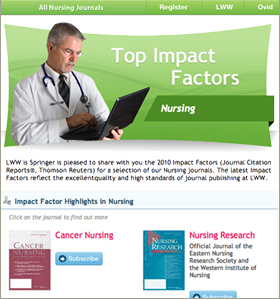 All Nursing Journals Register LWW Ovid
Top Impact
Factors
Nursing
LWW is Springer is pleased to share with you the 2010 Impact Factors (Journal Citation
Reports®, Thomson Reuters) for a selection of our Nursing journals. The latest Impact
Factors reflect the excellentquality and high standards of journal publishing at LWW.
Impact Factor Highlights in Nursing
Click on the journal to find out more
CANCER
NURSING
Cancer Nursing
Subscribe
NURSING
RESEARCH
Nursing Research
Official Journal of the
Eastern Nursing
Research Society and
the Western Institute of
Nursing
Subscribe